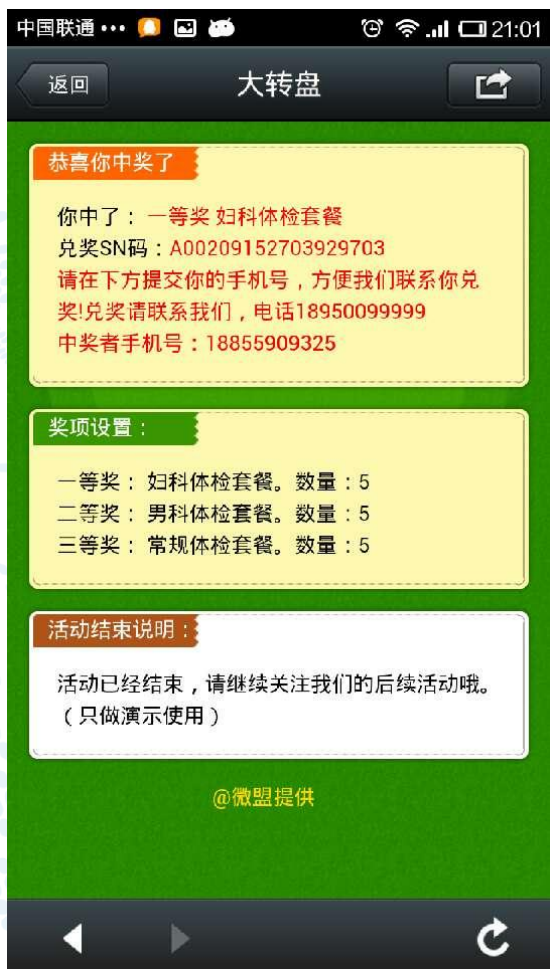 中国联通 ••• 21:01
返回 大转盘
恭喜你中奖了
你中了：一等奖 妇科体检套餐
兑奖SN码：A00209152703929703
请在下方提交你的手机号，方便我们联系你兑
奖!兑奖请联系我们，电话18950099999
中奖者手机号：18855909325
奖项设置：
一等奖： 妇科体检套餐。数量：5
二等奖： 男科体检套餐。数量：5
三等奖： 常规体检套餐。数量：5
活动结束说明：
活动已经结束，请继续关注我们的后续活动哦。
（只做演示使用）
@微盟提供